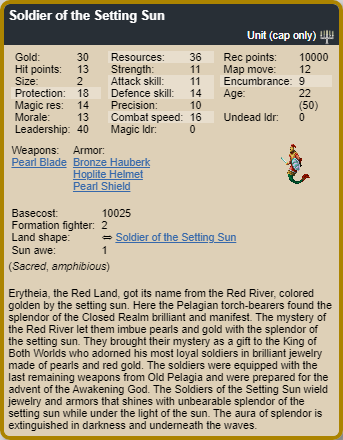 Soldier of the Setting Sun
Unit (cap only)
Gold: 30 Resources: 36 Rec points: 10000
Hit points: 13 Strength: 11 Map move: 12
Size: 2 Attack skill: 11 Encumbrance: 9
Protection: 18 Defence skill: 14 Age: 22
Magic res: 14 Precision: 10 (50)
Morale: 13 Combat speed: 16 Undead ldr: 0
Leadership: 40 Magic ldr: 0
Weapons: Armor:
Pearl Blade Bronze Hauberk
Hoplite Helmet
Pearl Shield
Basecost: 10025
Formation fighter: 2
Land shape: ⇔ Soldier of the Setting Sun
Sun awe: 1
(Sacred, amphibious)
Erytheia, the Red Land, got its name from the Red River, colored
golden by the setting sun. Here the Pelagian torch-bearers found the
splendor of the Closed Realm brilliant and manifest. The mystery of
the Red River let them imbue pearls and gold with the splendor of
the setting sun. They brought their mystery as a gift to the King of
Both Worlds who adorned his most loyal soldiers in brilliant jewelry
made of pearls and red gold. The soldiers were equipped with the
last remaining weapons from Old Pelagia and were prepared for the
advent of the Awakening God. The Soldiers of the Setting Sun wield
jewelry and armors that shines with unbearable splendor of the
setting sun while under the light of the sun. The aura of splendor is
extinguished in darkness and underneath the waves.